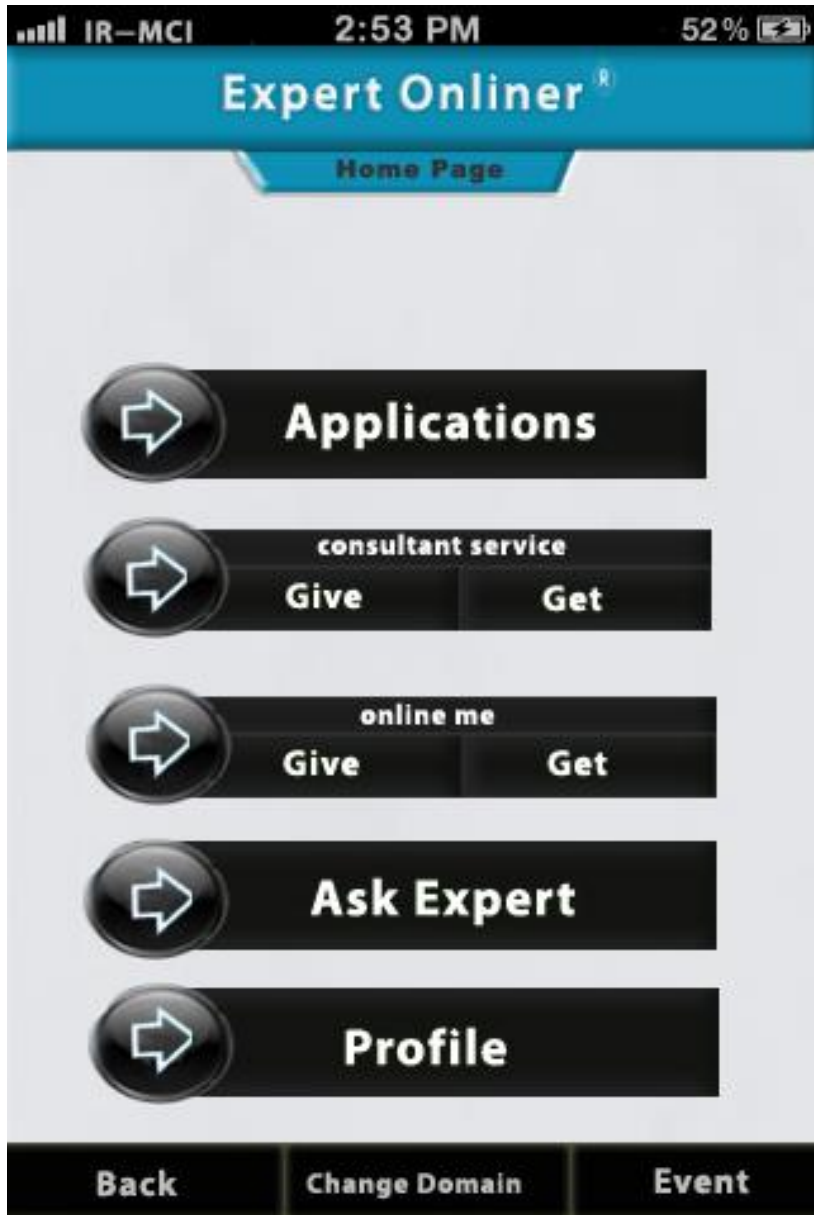 IR–MCI 2:53 PM 52%
Expert Onliner ®
Home Page
Applications
consultant service
Give Get
online me
Give Get
Ask Expert
Profile
Back Change Domain Event